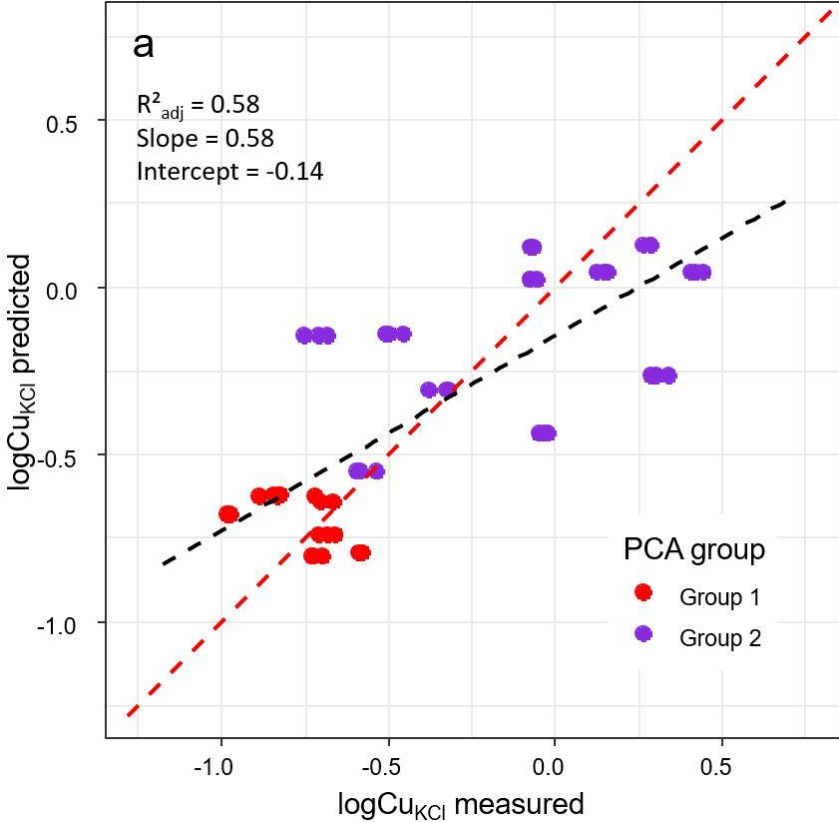 a
R²adj = 0.58
Slope = 0.58
Intercept = -0.14
0.5
0.0
-0.5
-1.0
logCuKCl predicted
PCA group
Group 1
Group 2
-1.0
-0.5
0.0
0.5
logCuKCl measured